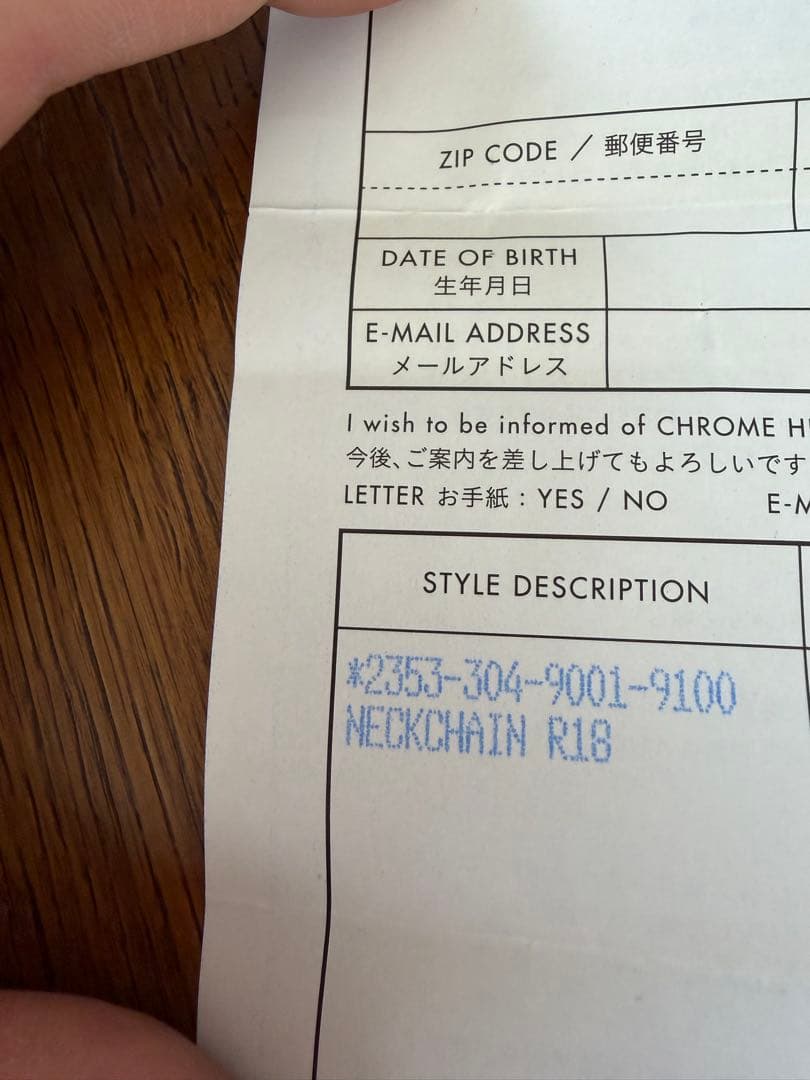 ZIP CODE / 郵便番号
DATE OF BIRTH
生年月日
E-MAIL ADDRESS
メールアドレス
I wish to be informed of CHROME
今後、ご案内を差し上げてもよろしいです
LETTER お手紙 : YES / NO
STYLE DESCRIPTION
*2353-304-9001-9100
NECKCHAIN R18